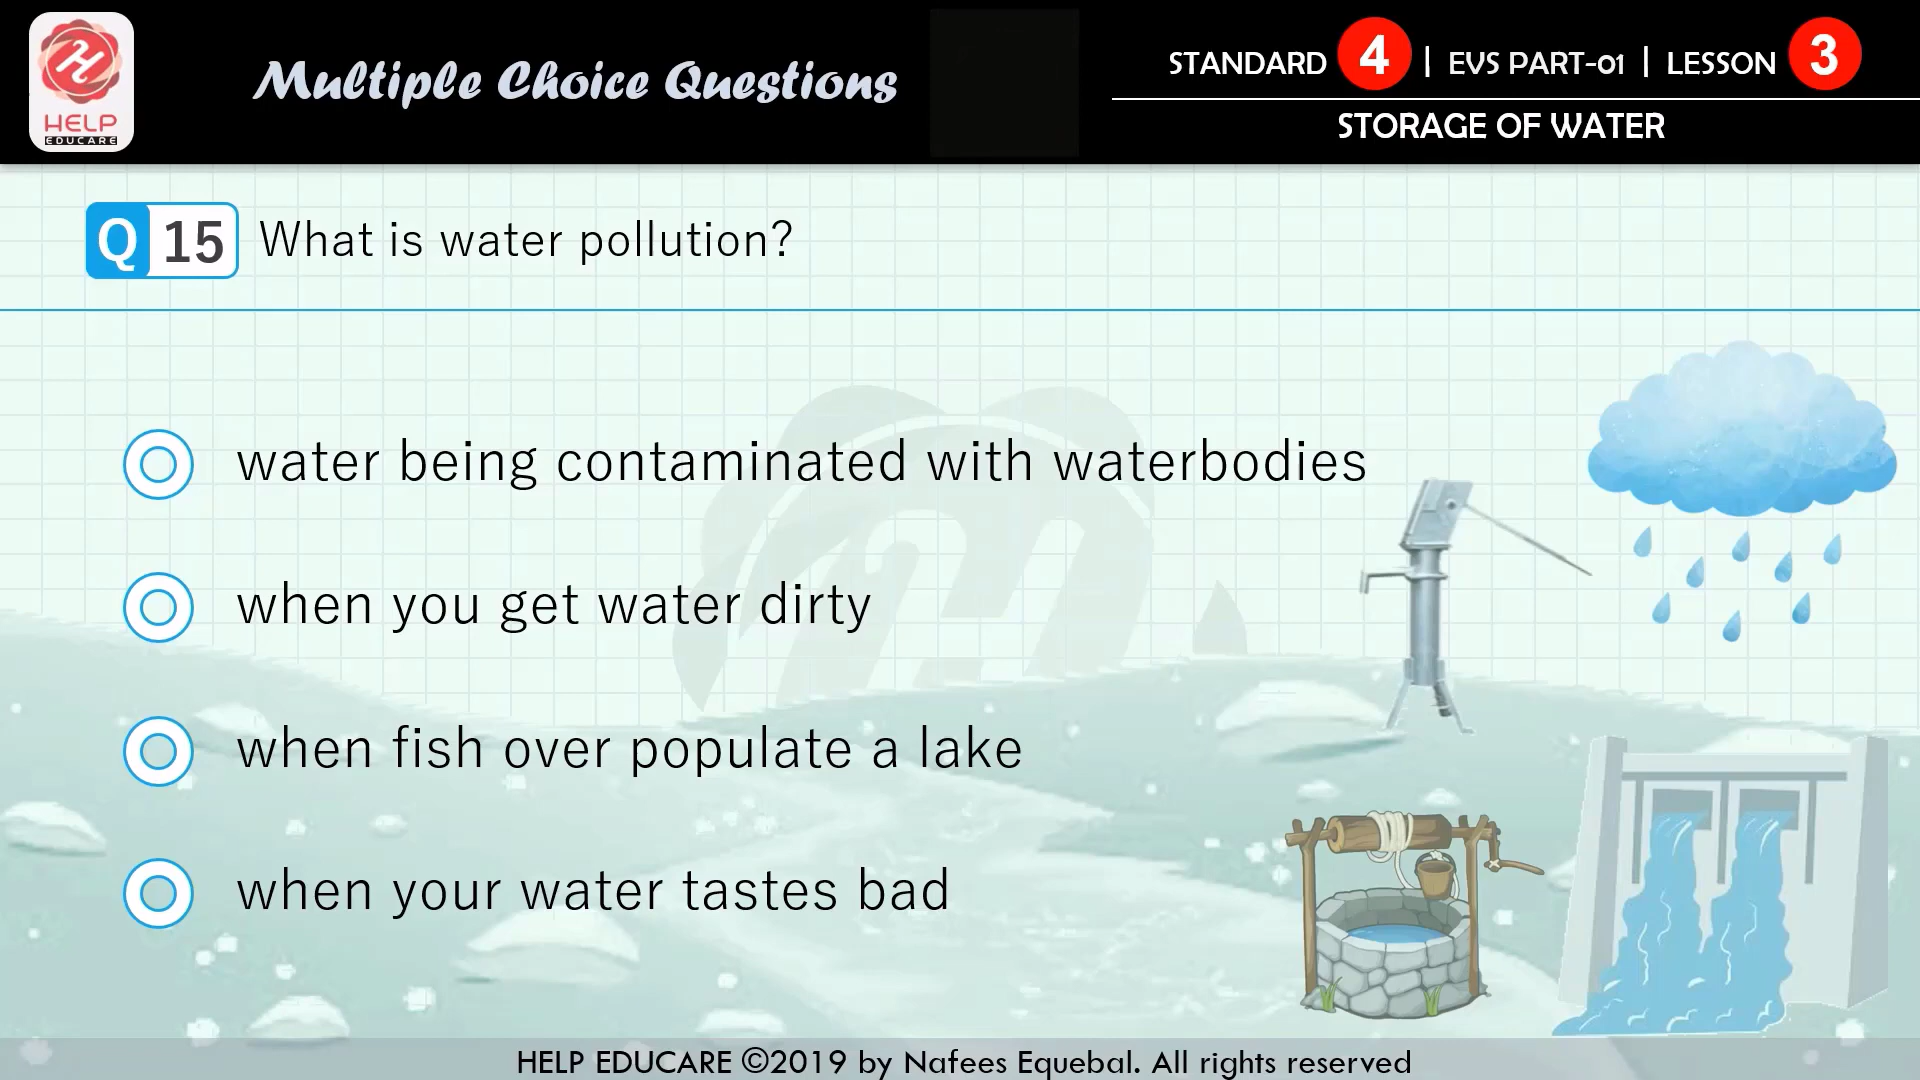 HELP
EDUCARE
Multiple Choice Questions
STANDARD 4 | EVS PART-01 | LESSON 3
STORAGE OF WATER
Q 15 What is water pollution?
water being contaminated with waterbodies
when you get water dirty
when fish over populate a lake
when your water tastes bad
HELP EDUCARE ©2019 by Nafees Equebal. All rights reserved